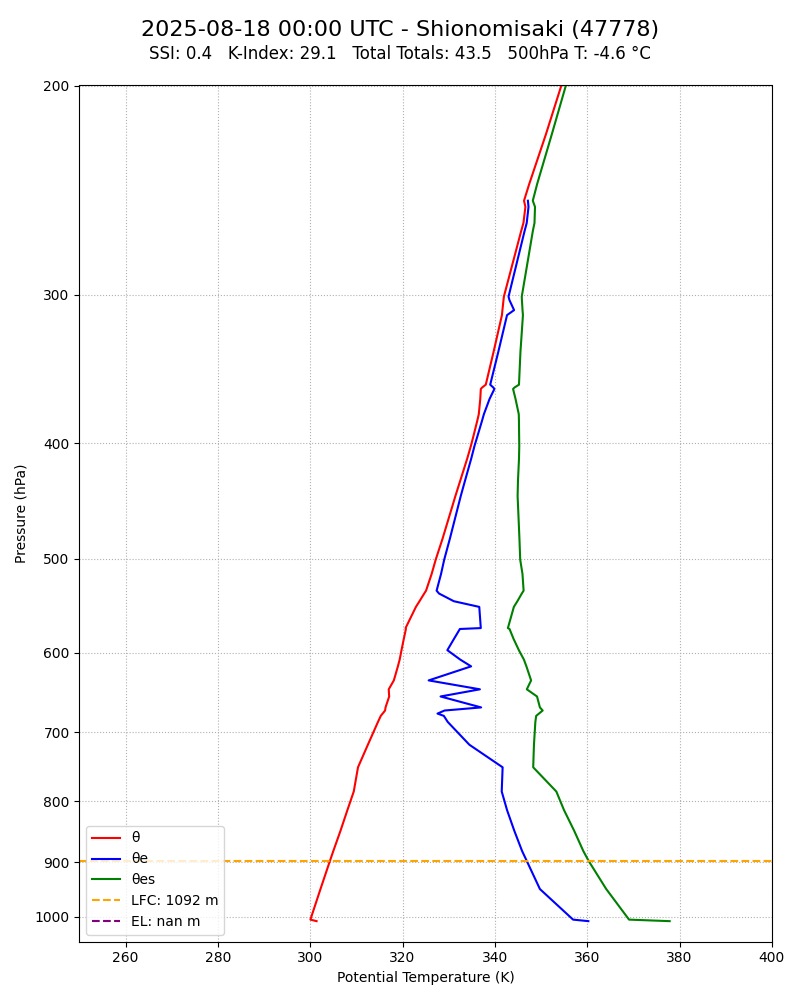 2025-08-18 00:00 UTC - Shionomisaki (47778)
SSI: 0.4   K-Index: 29.1   Total Totals: 43.5   500hPa T: -4.6 °C
200
300
400
500
600
700
800
900
1000
Pressure (hPa)
θ
θe
θes
LFC: 1092 m
EL: nan m
260
280
300
320
340
360
380
400
Potential Temperature (K)